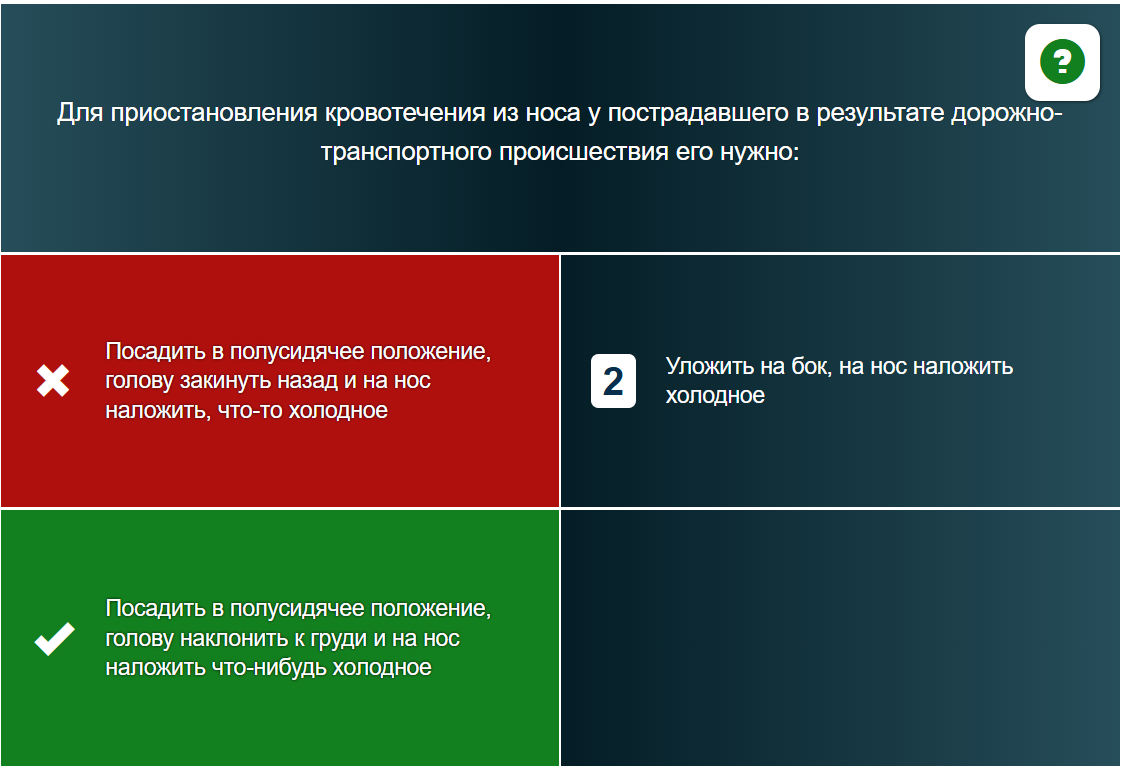 ?
Для приостановления кровотечения из носа у пострадавшего в результате дорожно-
транспортного происшествия его нужно:
Посадить в полусидячее положение,
голову закинуть назад и на нос
наложить, что-то холодное
2
Уложить на бок, на нос наложить
холодное
Посадить в полусидячее положение,
голову наклонить к груди и на нос
наложить что-нибудь холодное